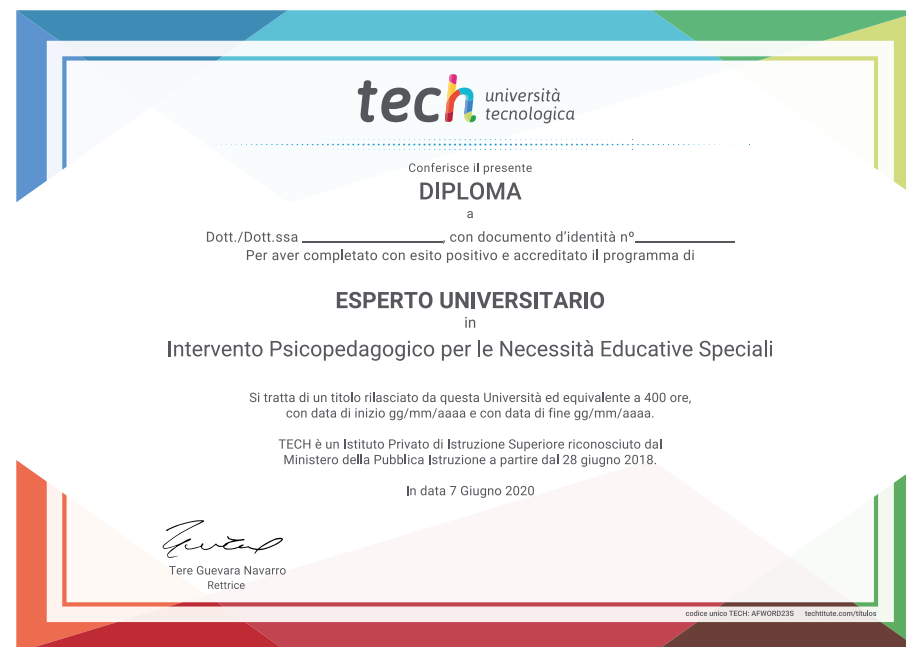 tech università
tecnologica
Conferisce il presente
DIPLOMA
a
Dott./Dott.ssa ____________________, con documento d'identità nº______________
Per aver completato con esito positivo e accreditato il programma di
ESPERTO UNIVERSITARIO
in
Intervento Psicopedagogico per le Necessità Educative Speciali
Si tratta di un titolo rilasciato da questa Università ed equivalente a 400 ore,
con data di inizio gg/mm/aaaa e con data di fine gg/mm/aaaa.
TECH è un Istituto Privato di Istruzione Superiore riconosciuto dal
Ministero della Pubblica Istruzione a partire dal 28 giugno 2018.
In data 7 Giugno 2020
Tere Guevara Navarro
Rettrice
codice unico TECH: AFWORD23S techtitute.com/titulos